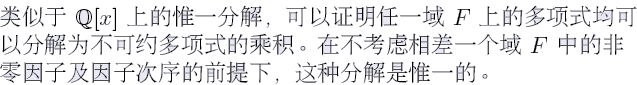 类似于 ℚ[x] 上的惟一分解，可以证明任一域 F 上的多项式均可
以分解为不可约多项式的乘积。在不考虑相差一个域 F 中的非
零因子及因子次序的前提下，这种分解是惟一的。